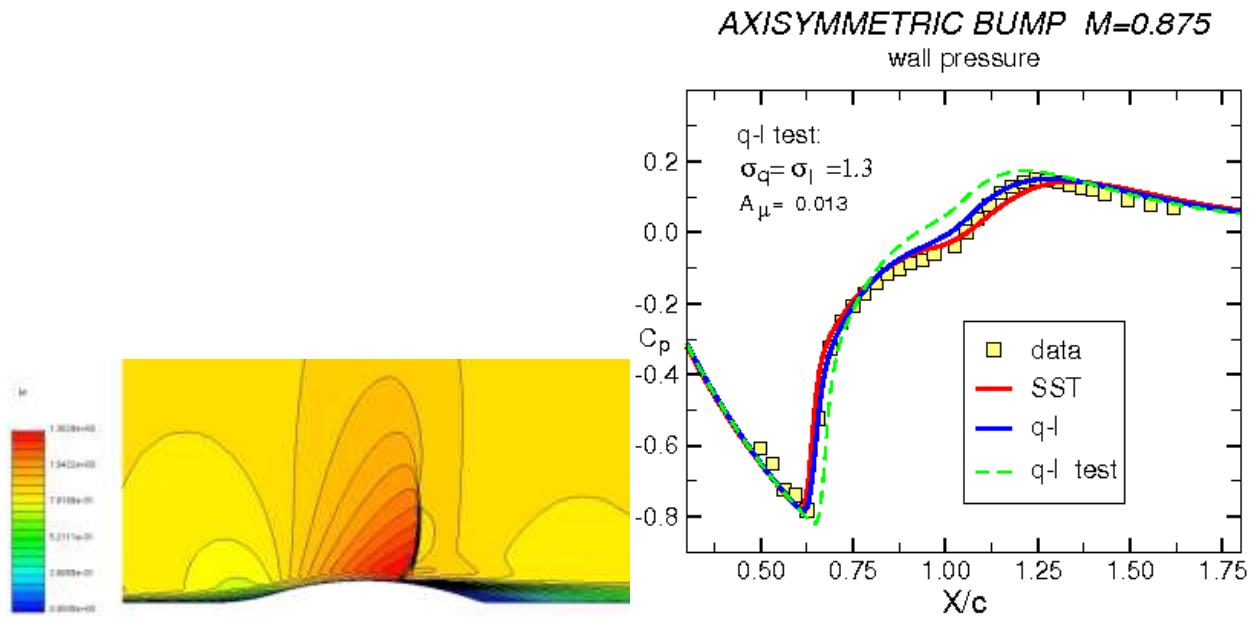 AXISYMMETRIC BUMP M=0.875
wall pressure
q-l test:
σq= σl =1.3
Aμ= 0.013
0.2
0.0
-0.2
Cp
-0.4
-0.6
-0.8
data
SST
q-l
q-l test
0.50
0.75
1.00
1.25
1.50
1.75
X/c